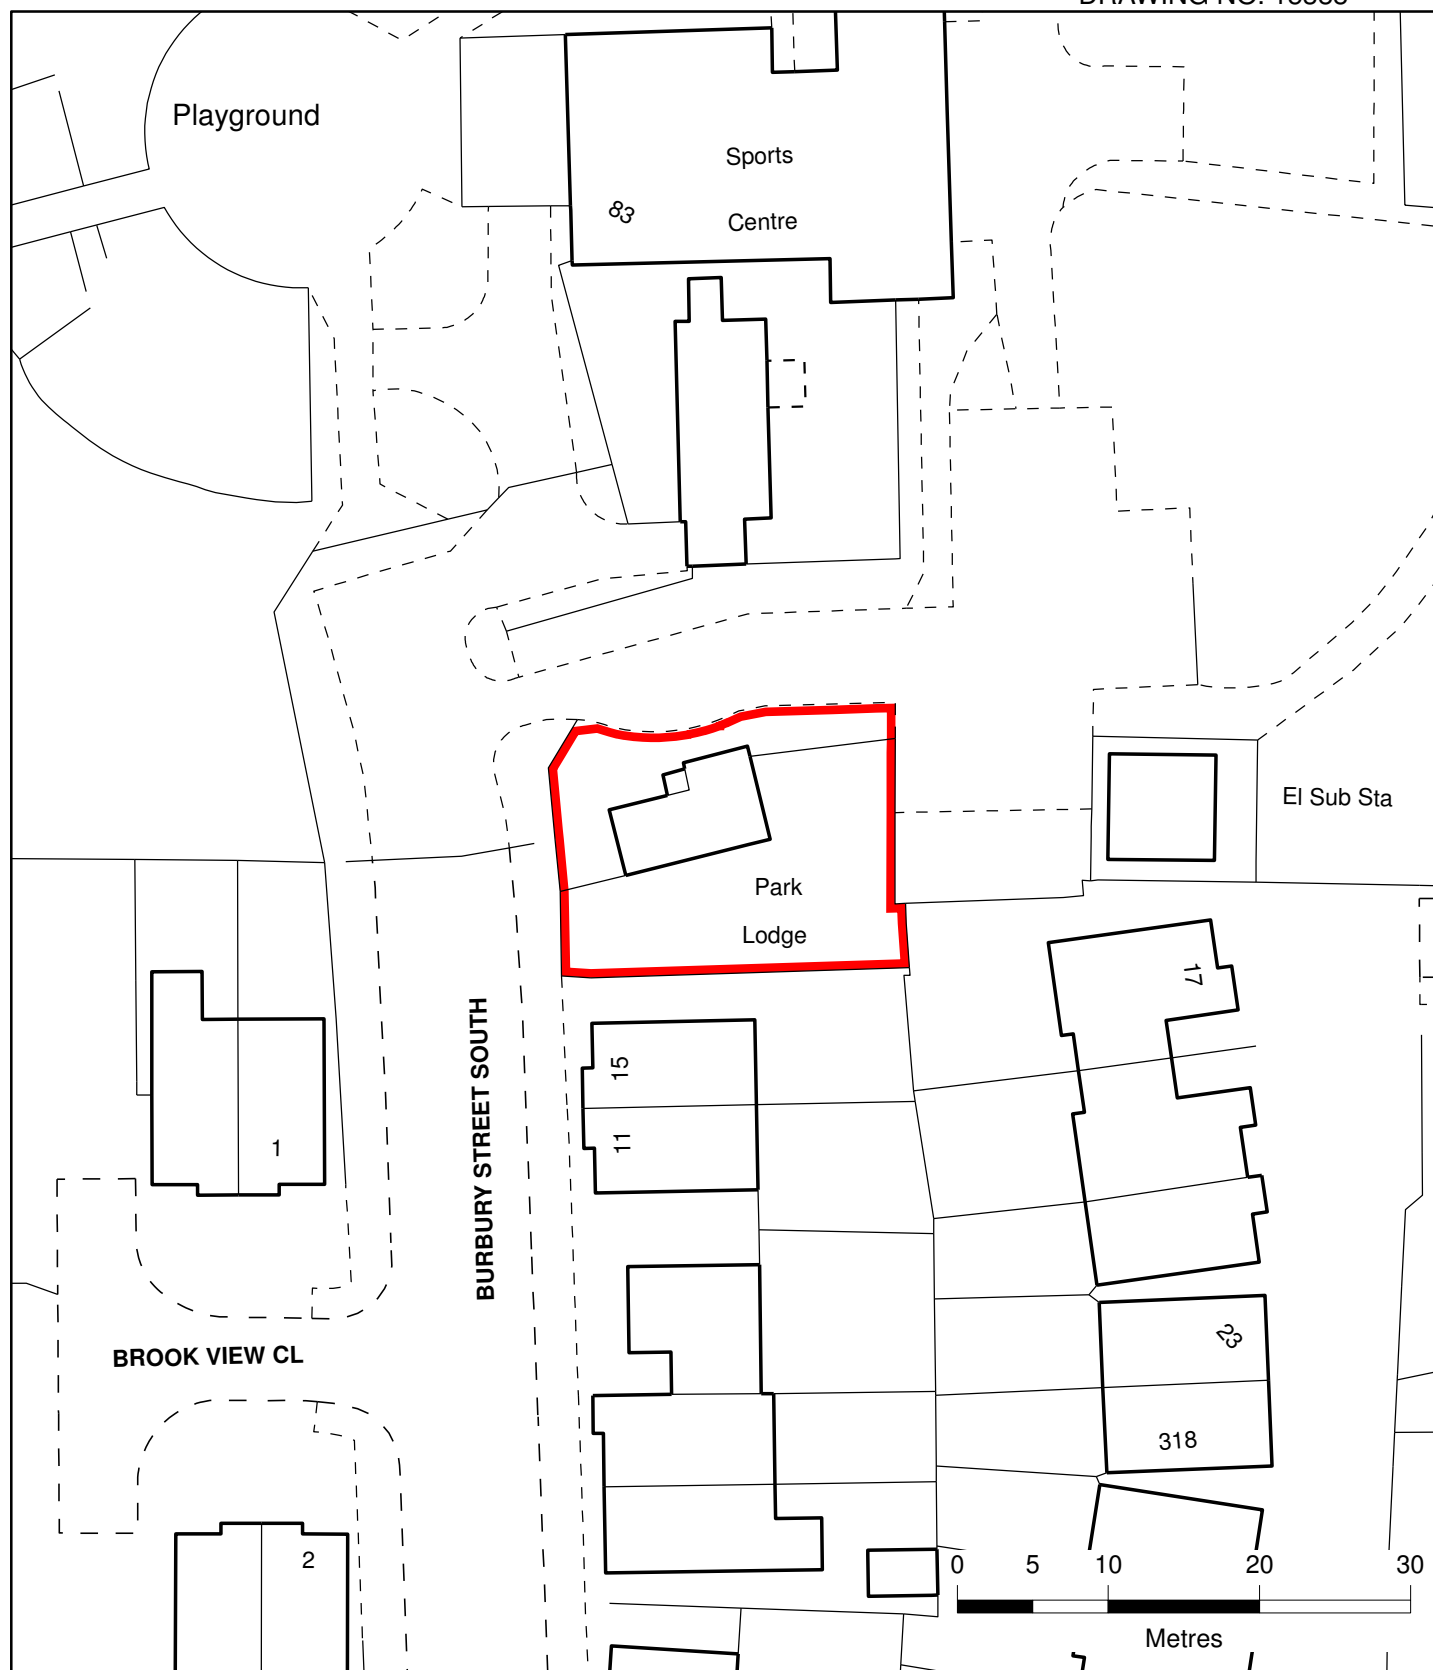 Playground
Sports
83
Centre
El Sub Sta
Park
Lodge
17
15
11
1
BURBURY STREET SOUTH
BROOK VIEW CL
23
318
2
0 5 10 20 30
Metres